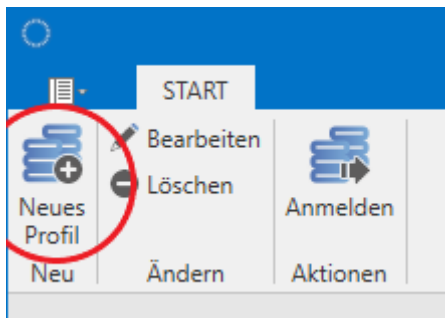 START
Neues
Profil
Bearbeiten
Löschen
Anmelden
Neu
Ändern
Aktionen